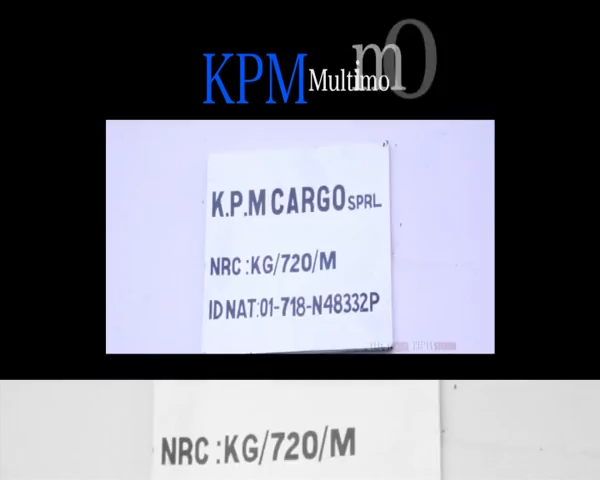 KPM Multimo
m
O
K.P.M CARGO SPRL
NRC : KG/720/M
ID NAT: 01-718-N48332P
NRC : KG/720/M